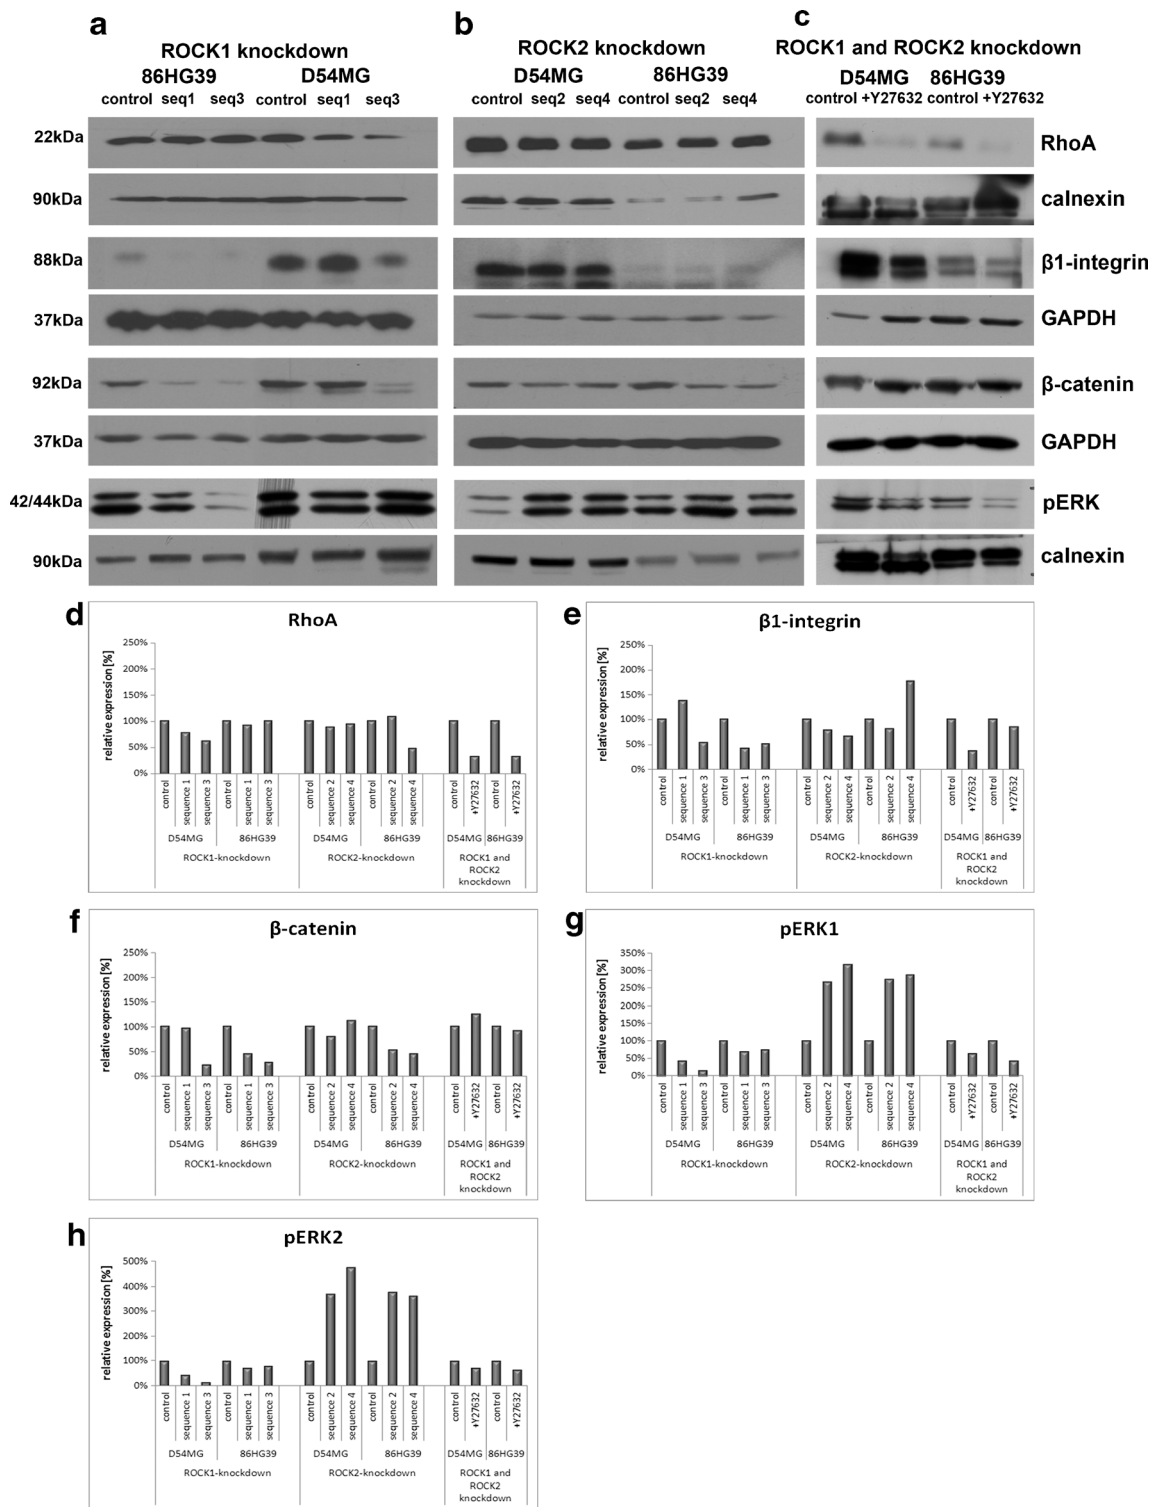 a
ROCK1 knockdown
86HG39 D54MG
control seq1 seq3 control seq1 seq3
b
ROCK2 knockdown
D54MG 86HG39
control seq2 seq4 control seq2 seq4
c
ROCK1 and ROCK2 knockdown
D54MG 86HG39
control +Y27632 control +Y27632
22kDa RhoA
90kDa calnexin
88kDa β1-integrin
37kDa GAPDH
92kDa β-catenin
37kDa GAPDH
42/44kDa pERK
90kDa calnexin
d
RhoA
relative expression [%]
250%
200%
150%
100%
50%
0%
control sequence 1 sequence 3 control sequence 1 sequence 3 control sequence 2 sequence 4 control sequence 2 sequence 4 control +Y27632 control +Y27632
D54MG 86HG39 D54MG 86HG39 D54MG 86HG39
ROCK1-knockdown ROCK2-knockdown ROCK1 and
ROCK2
knockdown
e
β1-integrin
relative expression [%]
250%
200%
150%
100%
50%
0%
control sequence 1 sequence 3 control sequence 1 sequence 3 control sequence 2 sequence 4 control sequence 2 sequence 4 control +Y27632 control +Y27632
D54MG 86HG39 D54MG 86HG39 D54MG 86HG39
ROCK1-knockdown ROCK2-knockdown ROCK1 and
ROCK2
knockdown
f
β-catenin
relative expression [%]
250%
200%
150%
100%
50%
0%
control sequence 1 sequence 3 control sequence 1 sequence 3 control sequence 2 sequence 4 control sequence 2 sequence 4 control +Y27632 control +Y27632
D54MG 86HG39 D54MG 86HG39 D54MG 86HG39
ROCK1-knockdown ROCK2-knockdown ROCK1 and
ROCK2
knockdown
g
pERK1
relative expression [%]
350%
300%
250%
200%
150%
100%
50%
0%
control sequence 1 sequence 3 control sequence 1 sequence 3 control sequence 2 sequence 4 control sequence 2 sequence 4 control +Y27632 control +Y27632
D54MG 86HG39 D54MG 86HG39 D54MG 86HG39
ROCK1-knockdown ROCK2-knockdown ROCK1 and
ROCK2
knockdown
h
pERK2
relative expression [%]
500%
400%
300%
200%
100%
0%
control sequence 1 sequence 3 control sequence 1 sequence 3 control sequence 2 sequence 4 control sequence 2 sequence 4 control +Y27632 control +Y27632
D54MG 86HG39 D54MG 86HG39 D54MG 86HG39
ROCK1-knockdown ROCK2-knockdown ROCK1 and
ROCK2
knockdown